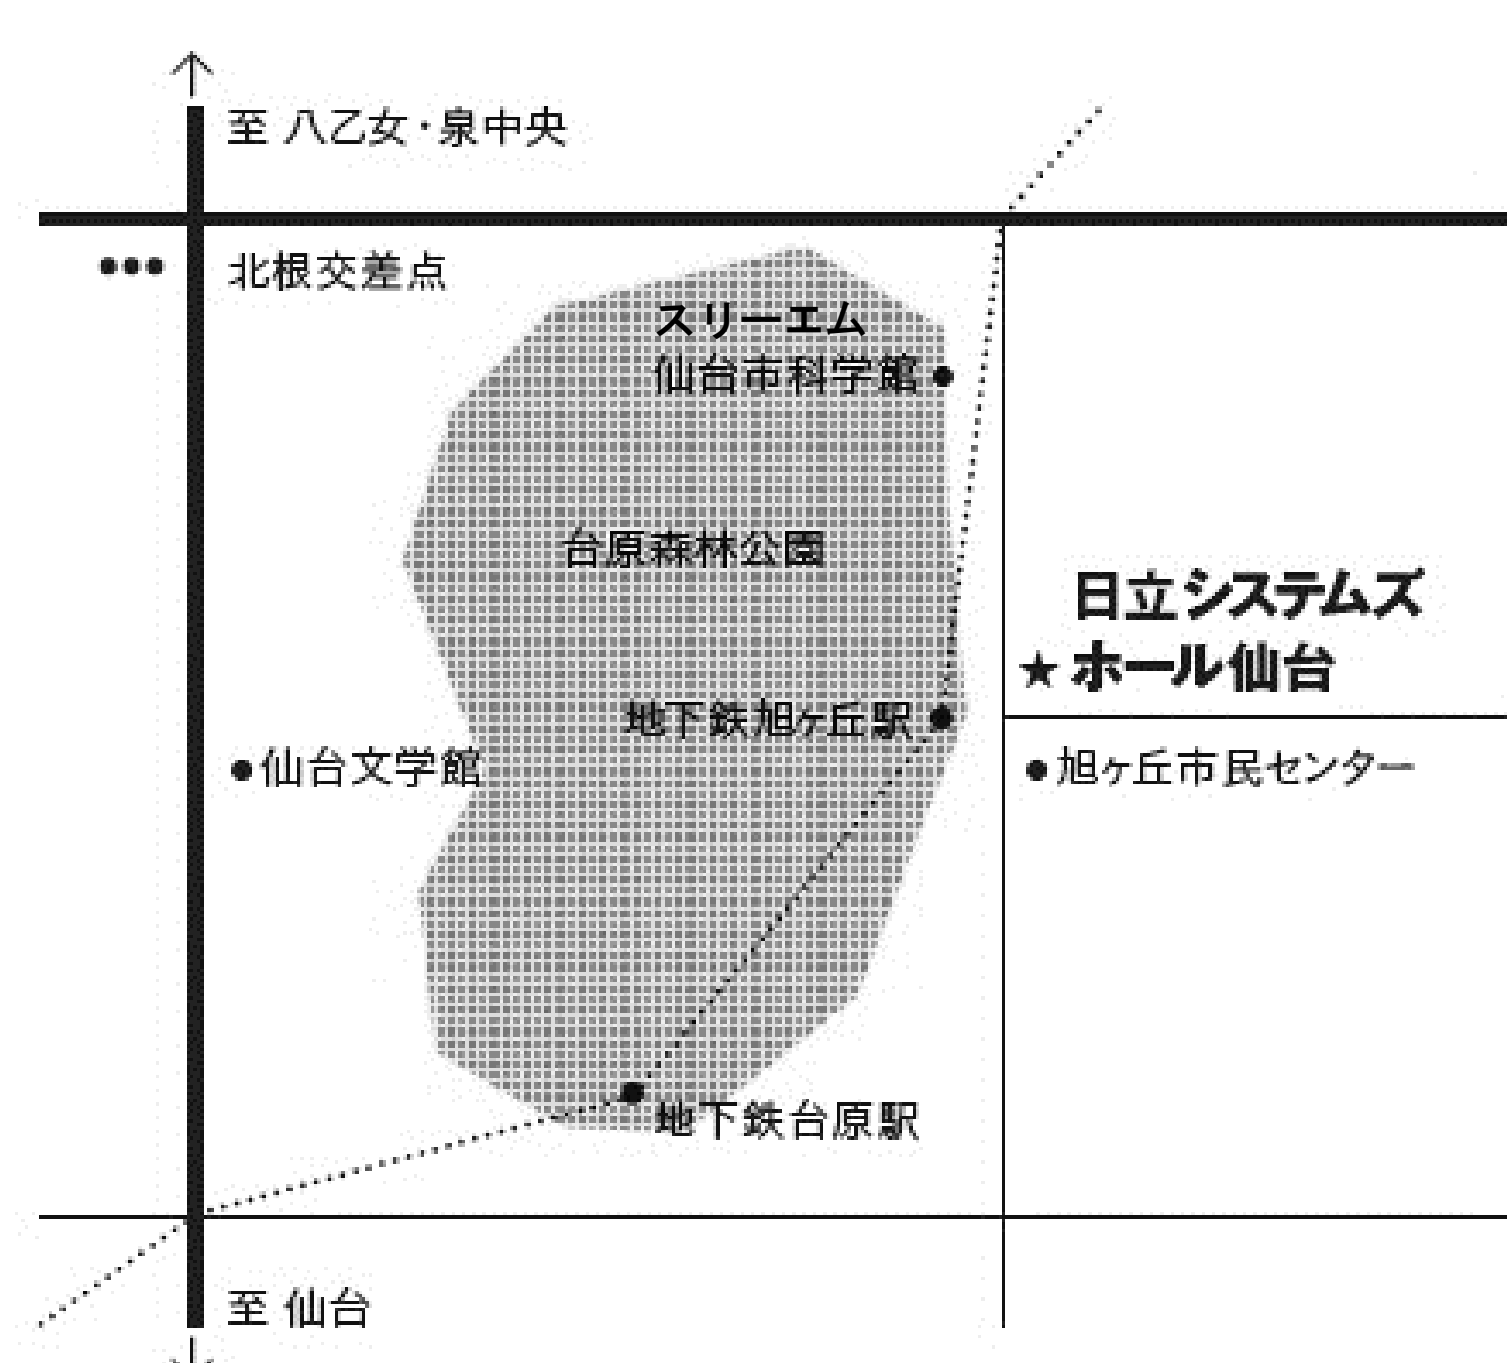 至 八乙女・泉中央
北根交差点
スリーエム
仙台市科学館
台原森林公園
日立システムズ
★ ホール仙台
地下鉄旭ヶ丘駅
仙台文学館
旭ヶ丘市民センター
地下鉄台原駅
至 仙台